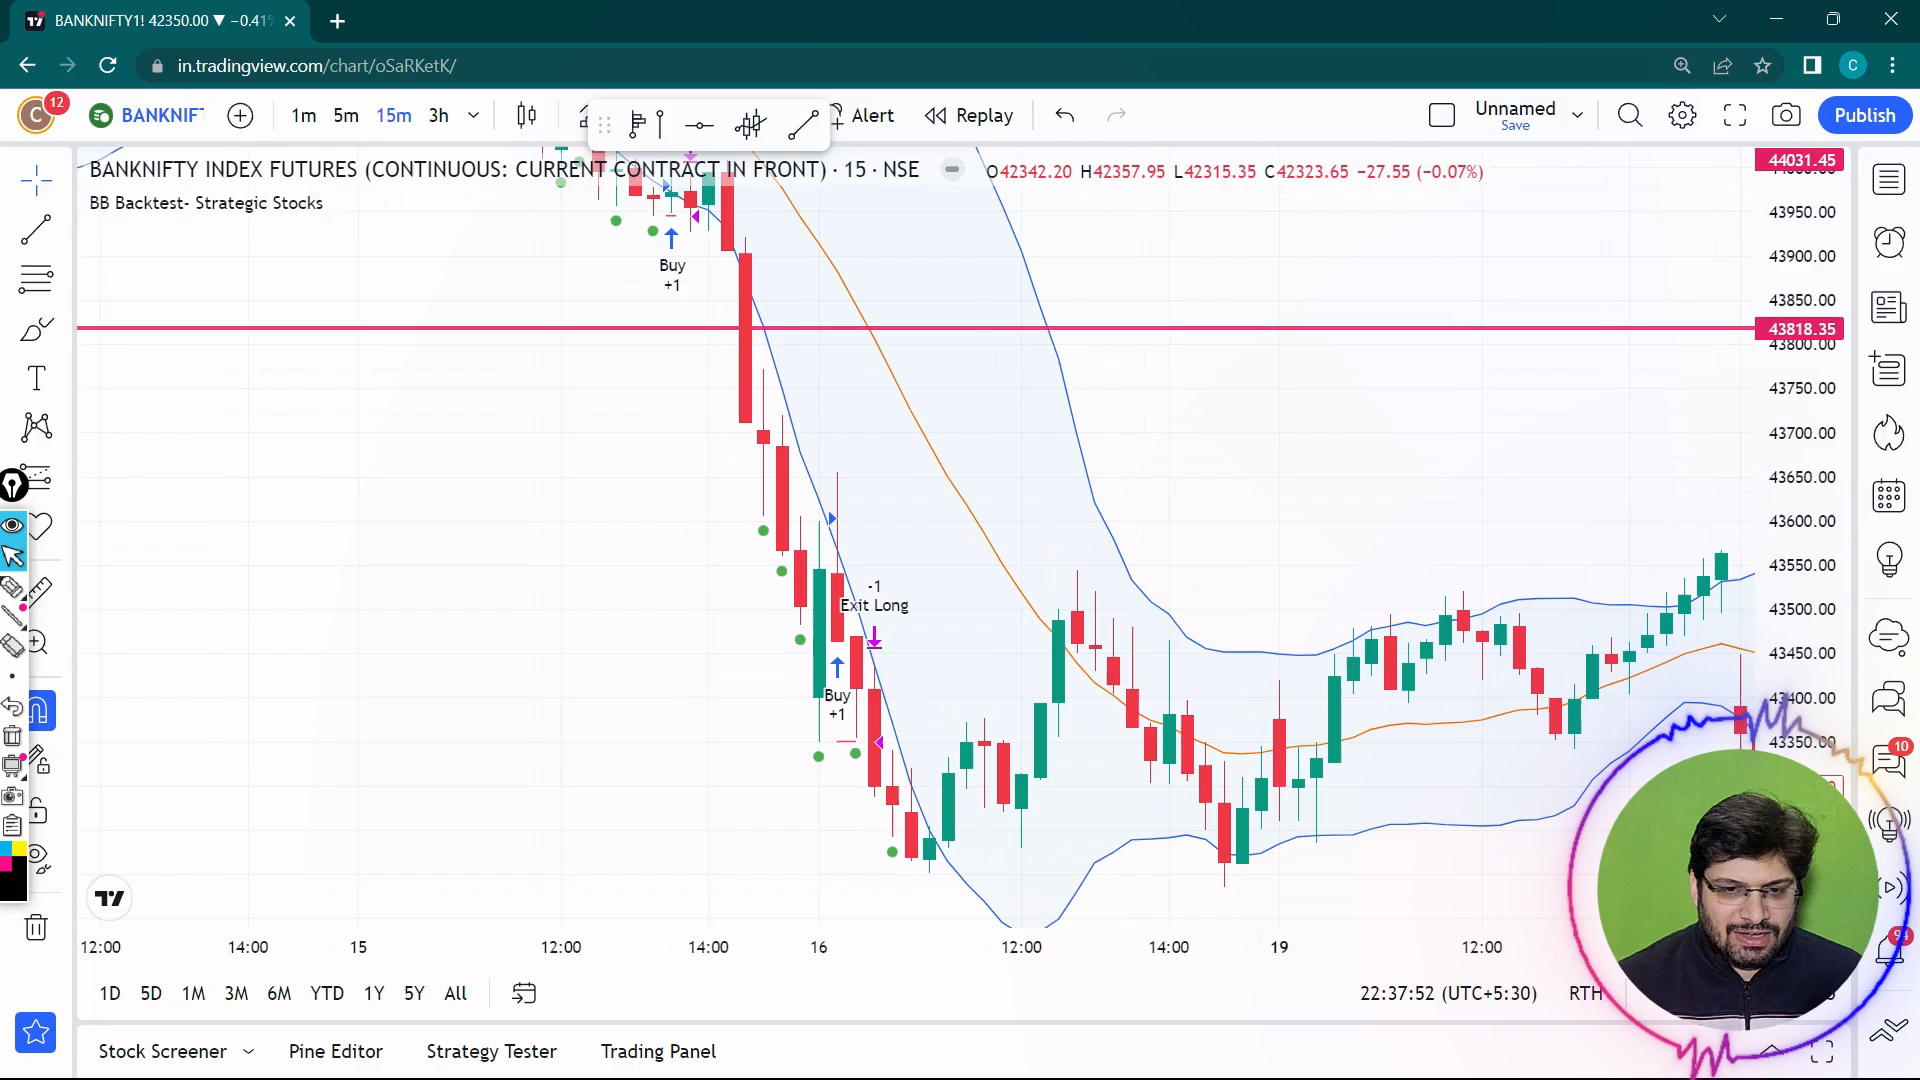 BANKNIFTY1! 42350.00 ▼ −0.41%
in.tradingview.com/chart/oSaRKetK/
C
C
12
BANKNIFT
1m 5m 15m 3h
Alert
Replay
Unnamed
Save
Publish
BANKNIFTY INDEX FUTURES (CONTINUOUS: CURRENT CONTRACT IN FRONT) · 15 · NSE
O42342.20 H42357.95 L42315.35 C42323.65 −27.55 (−0.07%)
BB Backtest- Strategic Stocks
44031.45
43950.00
43900.00
43850.00
43818.35
43800.00
43750.00
43700.00
43650.00
43600.00
43550.00
43500.00
43450.00
43400.00
43350.00
Buy
+1
-1
Exit Long
Buy
+1
10
94
12:00 14:00 15 12:00 14:00 16 12:00 14:00 19 12:00
1D 5D 1M 3M 6M YTD 1Y 5Y All
22:37:52 (UTC+5:30) RTH
Stock Screener Pine Editor Strategy Tester Trading Panel